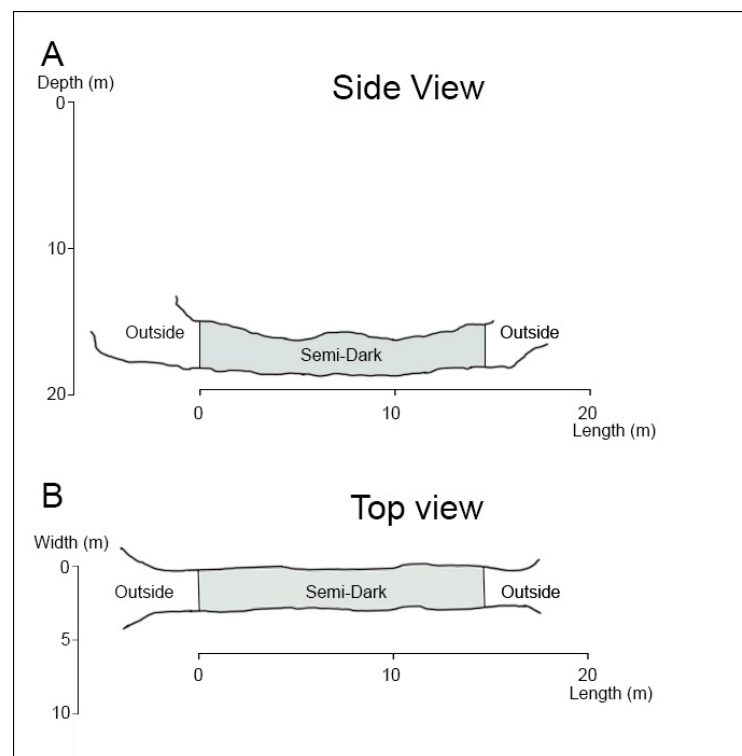 A
Depth (m)
Side View
0
10
20
Outside
Semi-Dark
Outside
0
10
20
Length (m)
B
Top view
Width (m)
0
5
10
Outside
Semi-Dark
Outside
0
10
20
Length (m)